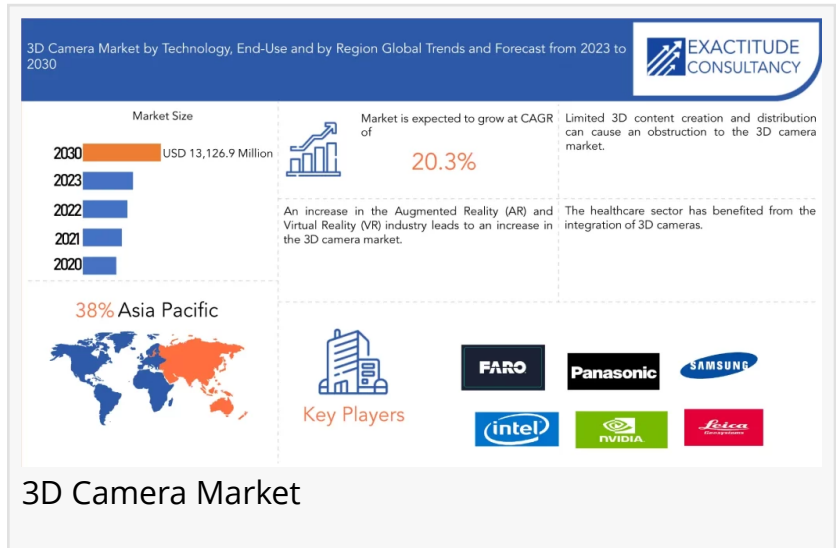 3D Camera Market by Technology, End-Use and by Region Global Trends and Forecast from 2023 to
2030
EXACTITUDE
CONSULTANCY
Market Size
2030
USD 13,126.9 Million
2023
2022
2021
2020
Market is expected to grow at CAGR
of
20.3%
Limited 3D content creation and distribution
can cause an obstruction to the 3D camera
market.
An increase in the Augmented Reality (AR) and
Virtual Reality (VR) industry leads to an increase in
the 3D camera market.
The healthcare sector has benefited from the
integration of 3D cameras.
38% Asia Pacific
Key Players
FARO
Panasonic
SAMSUNG
intel
NVIDIA
Leica
Geosystems
3D Camera Market